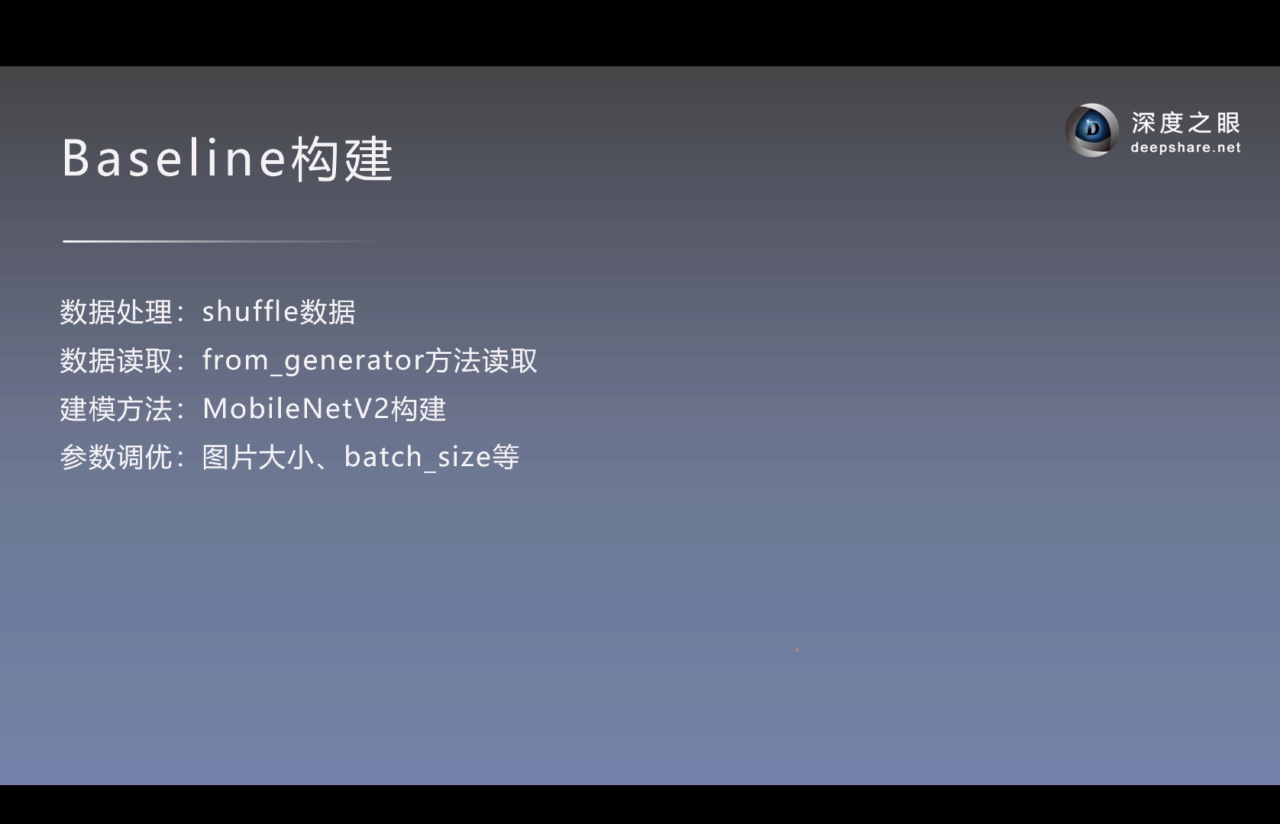 深度之眼
deepshare.net
Baseline构建
数据处理：shuffle数据
数据读取：from_generator方法读取
建模方法：MobileNetV2构建
参数调优：图片大小、batch_size等